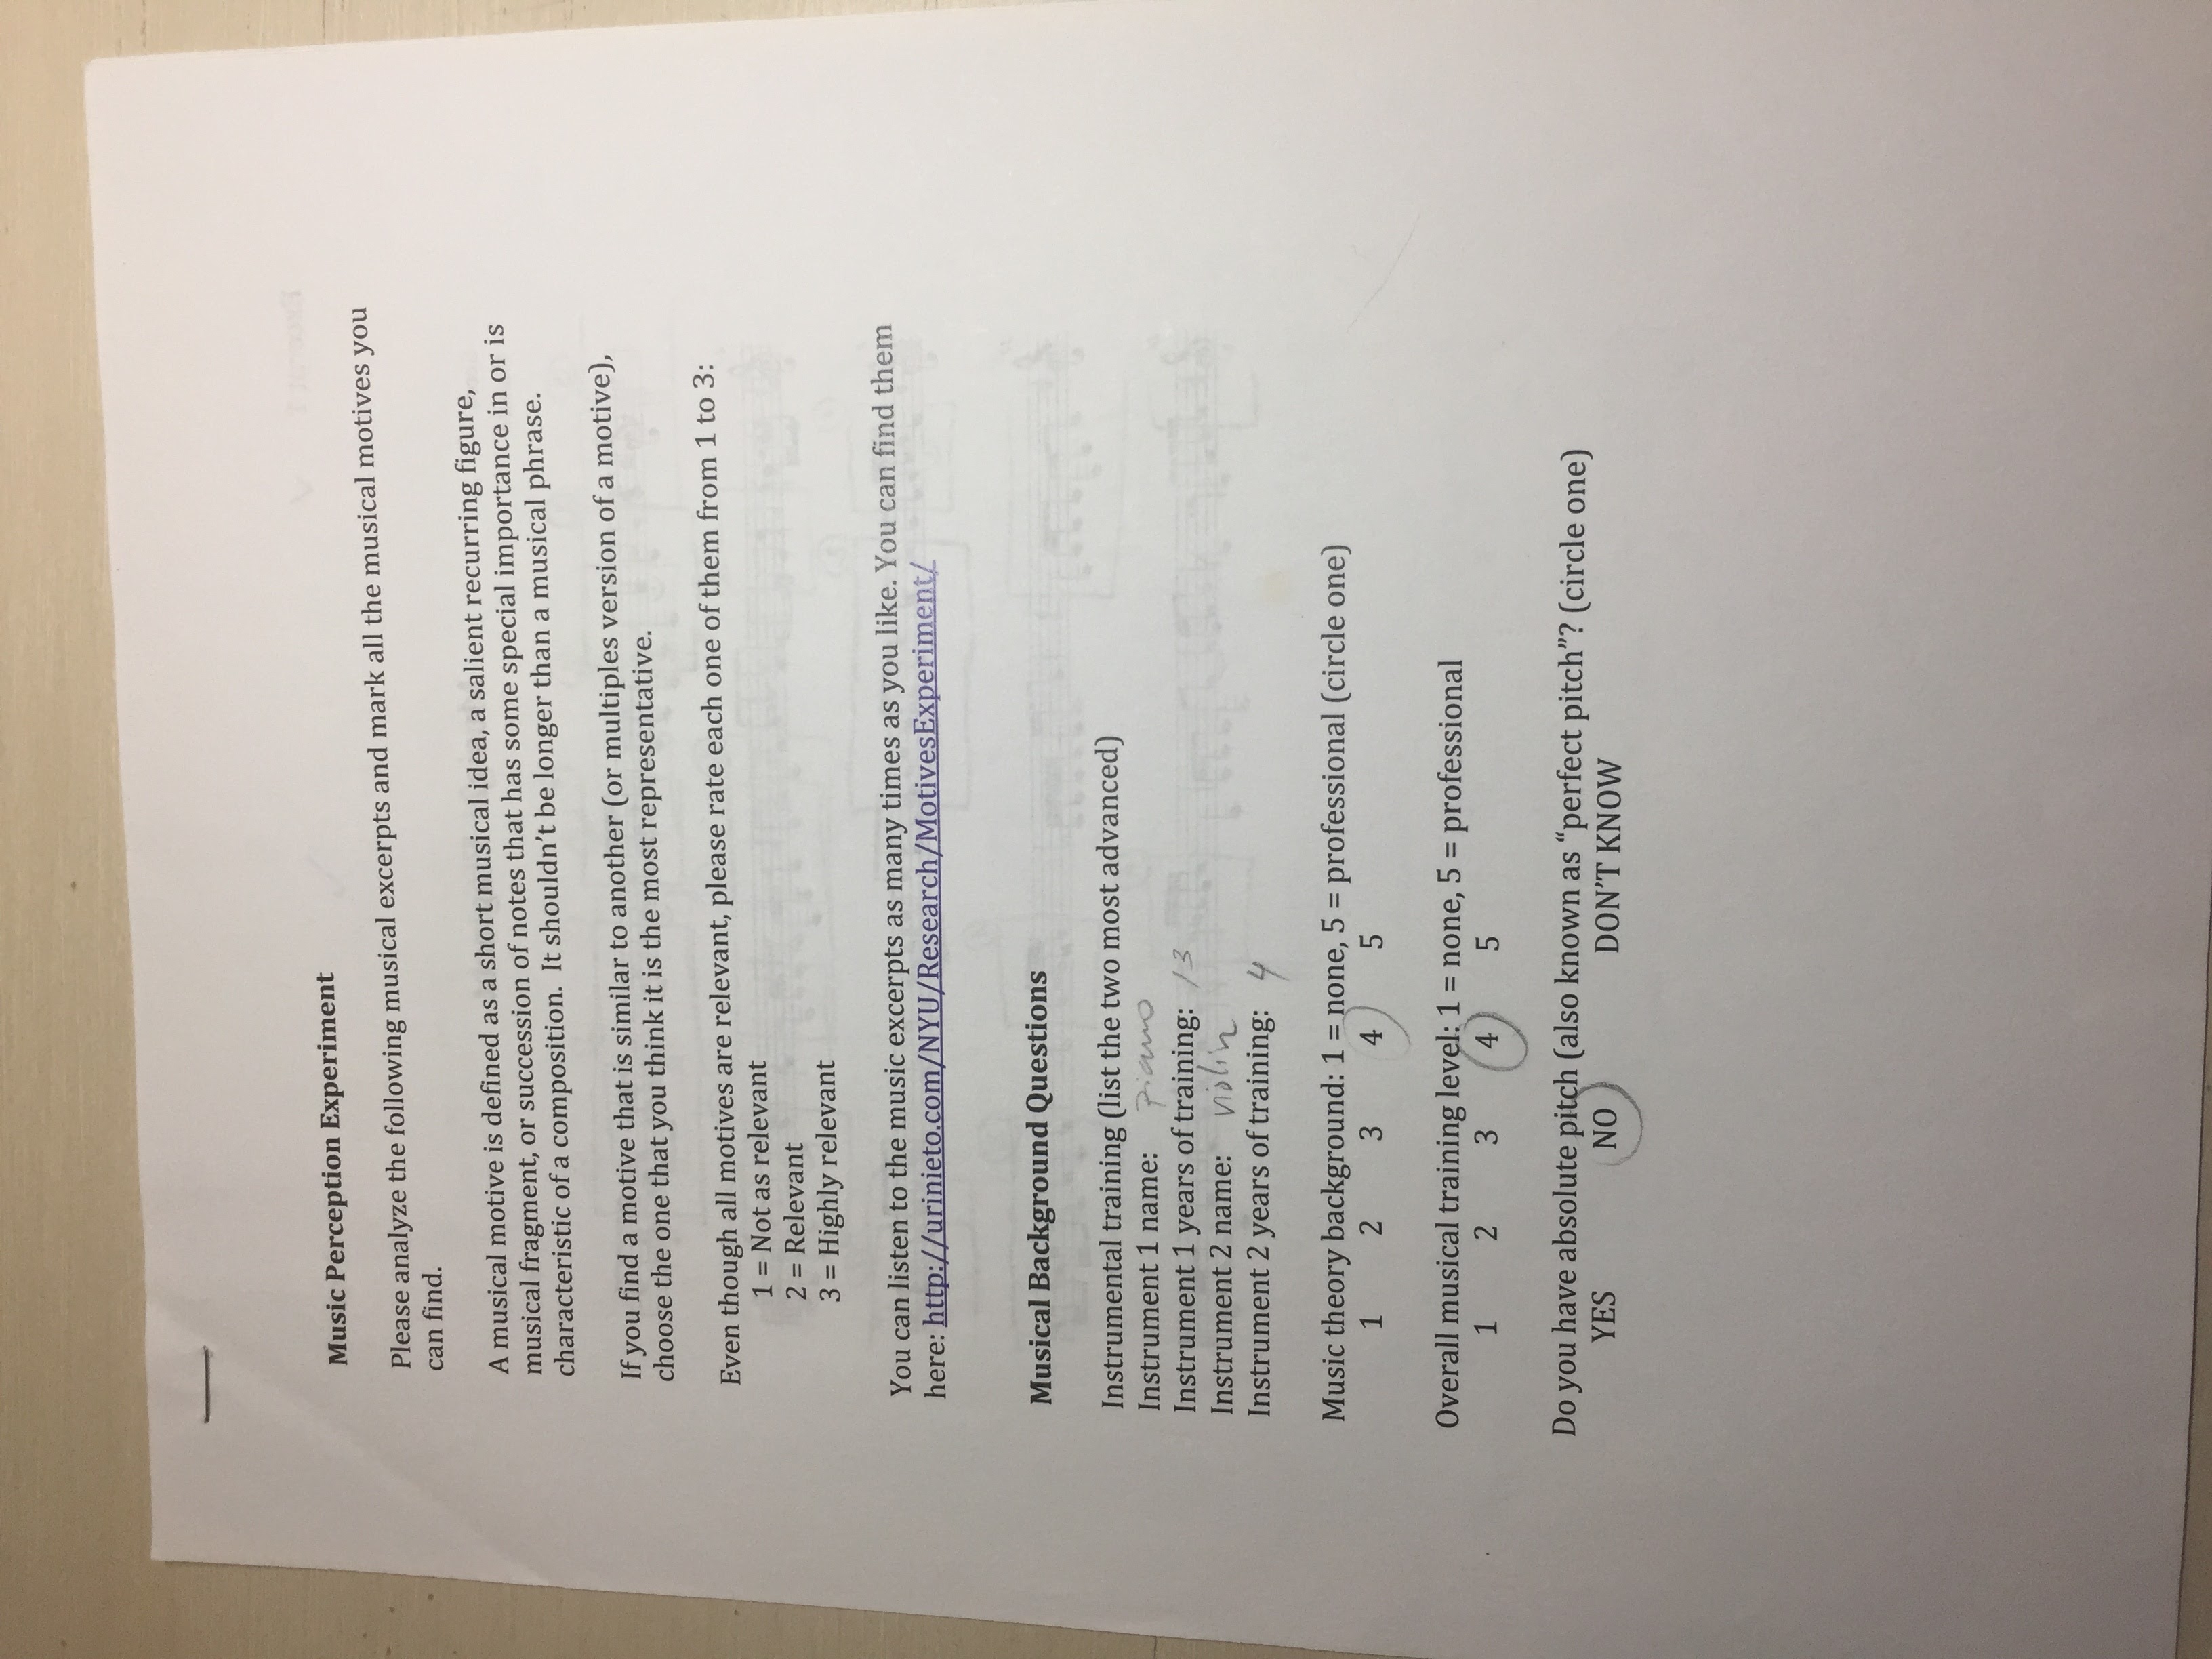 Music Perception Experiment
Please analyze the following musical excerpts and mark all the musical motives you
can find.
A musical motive is defined as a short musical idea, a salient recurring figure,
musical fragment, or succession of notes that has some special importance in or is
characteristic of a composition.  It shouldn't be longer than a musical phrase.
If you find a motive that is similar to another (or multiples version of a motive),
choose the one that you think it is the most representative.
Even though all motives are relevant, please rate each one of them from 1 to 3:
1 = Not as relevant
2 = Relevant
3 = Highly relevant
You can listen to the music excerpts as many times as you like. You can find them
here: http://urinieto.com/NYU/Research/MotivesExperiment/
Musical Background Questions
Instrumental training (list the two most advanced)
Instrument 1 name: Piano
Instrument 1 years of training: 13
Instrument 2 name: violin
Instrument 2 years of training: 4
Music theory background: 1 = none, 5 = professional (circle one)
1 2 3 4 5
Overall musical training level: 1 = none, 5 = professional
1 2 3 4 5
Do you have absolute pitch (also known as “perfect pitch”? (circle one)
YES NO DON'T KNOW